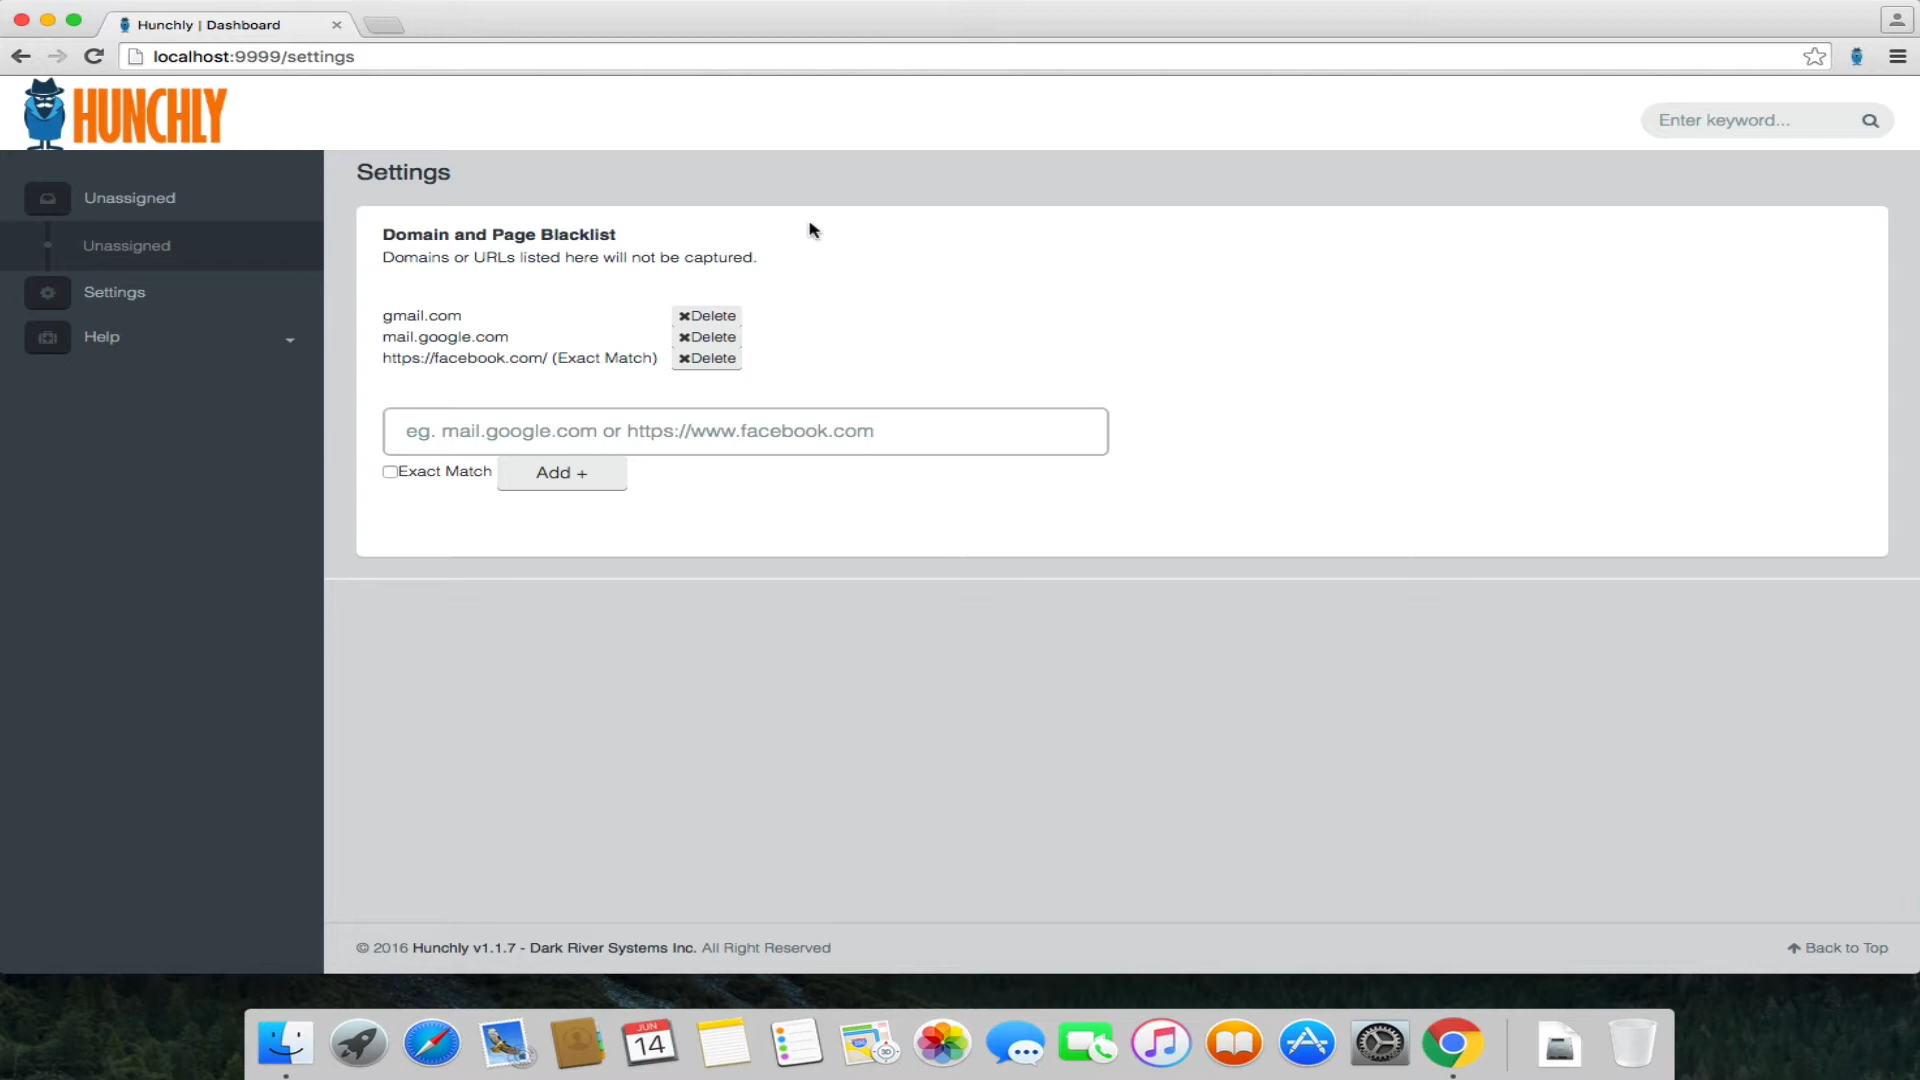 Hunchly | Dashboard
localhost:9999/settings
HUNCHLY
Enter keyword...
Unassigned
Unassigned
Settings
Help
Settings
Domain and Page Blacklist
Domains or URLs listed here will not be captured.
gmail.com Delete
mail.google.com Delete
https://facebook.com/ (Exact Match) Delete
eg. mail.google.com or https://www.facebook.com
Exact Match Add +
© 2016 Hunchly v1.1.7 - Dark River Systems Inc. All Right Reserved
Back to Top
JUN
14
3D